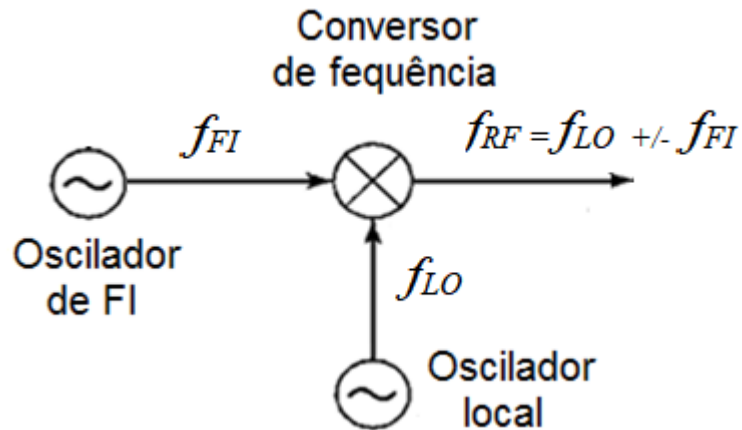 Conversor
de fequência
fFI
fRF = fLO +/- fFI
Oscilador
de FI
fLO
Oscilador
local